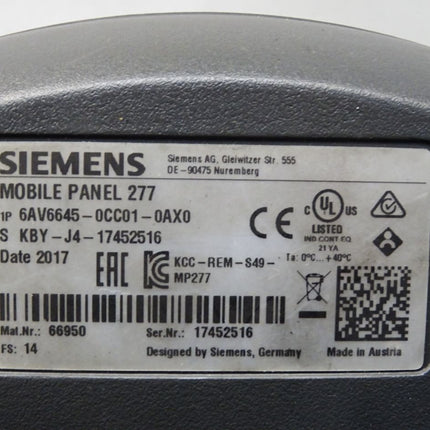 SIEMENS
Siemens AG, Gleiwitzer Str. 555
DE-90475 Nuremberg
MOBILE PANEL 277
1P 6AV6645-0CC01-0AX0
S KBY-J4-17452516
Date 2017
EAC
KCC-REM-S49-
MP277
CE
C UL US
LISTED
IND CONT EQ
21 YA
Ta: 0°C...+40°C
Mat.Nr.: 66950
Ser.Nr.: 17452516
FS: 14
Designed by Siemens, Germany
Made in Austria